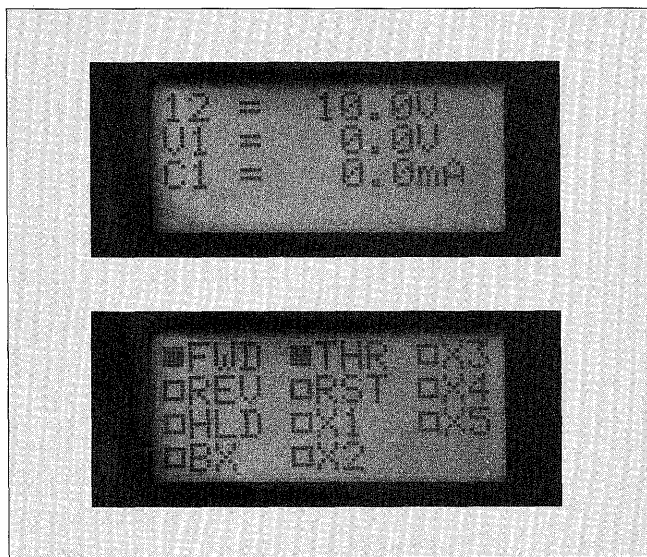 12 = 10.0V
V1 = 0.0V
C1 = 0.0mA
■FWD ■THR □X3
□REV □RST □X4
□HLD □X1 □X5
□BX □X2